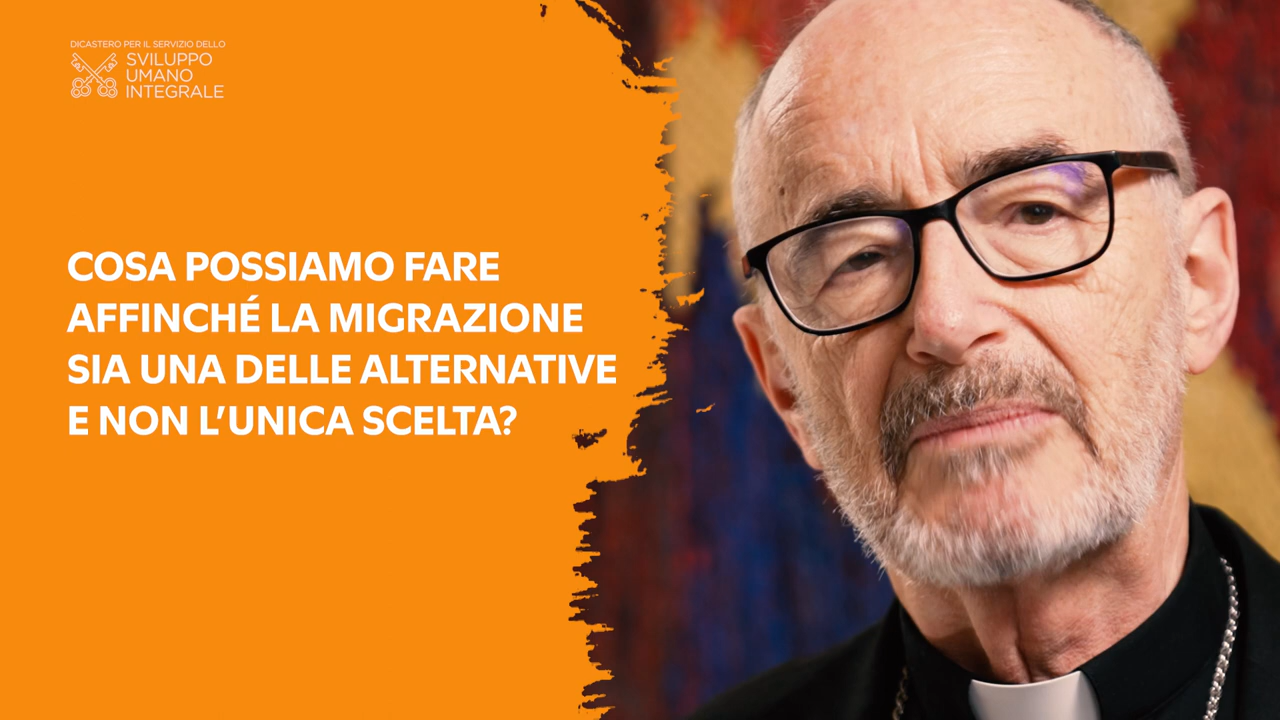 DICASTERO PER IL SERVIZIO DELLO
SVILUPPO
UMANO
INTEGRALE
COSA POSSIAMO FARE
AFFINCHÉ LA MIGRAZIONE
SIA UNA DELLE ALTERNATIVE
E NON L’UNICA SCELTA?